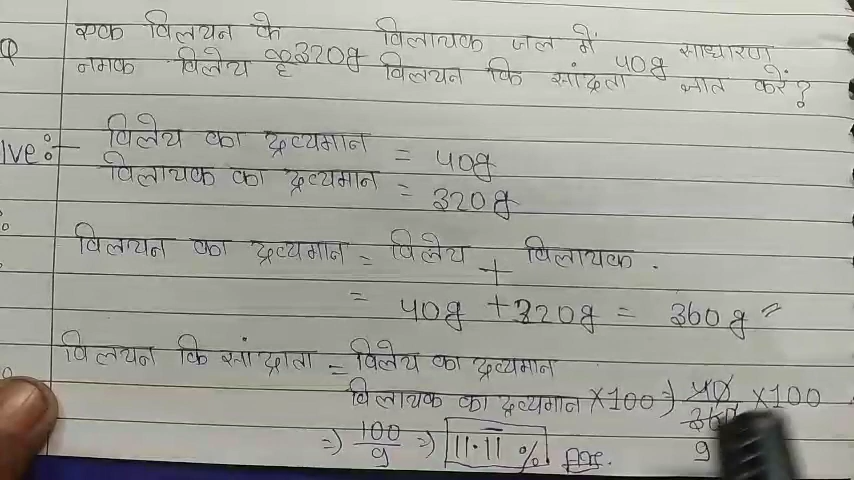 Q एक विलयन के 320g विलायक जल में 40g साधारण
नमक विलेय है विलयन कि सांद्रता ज्ञात करें?
lve:- विलेय का द्रव्यमान = 40g
विलायक का द्रव्यमान = 320g
विलयन का द्रव्यमान = विलेय + विलायक.
= 40g + 320g = 360g
विलयन कि सांद्राता = विलेय का द्रव्यमान
विलायक का द्रव्यमान ×100 ⇒ 40/360 ×100
9
⇒ 100/9 ⇒ 11.11 %